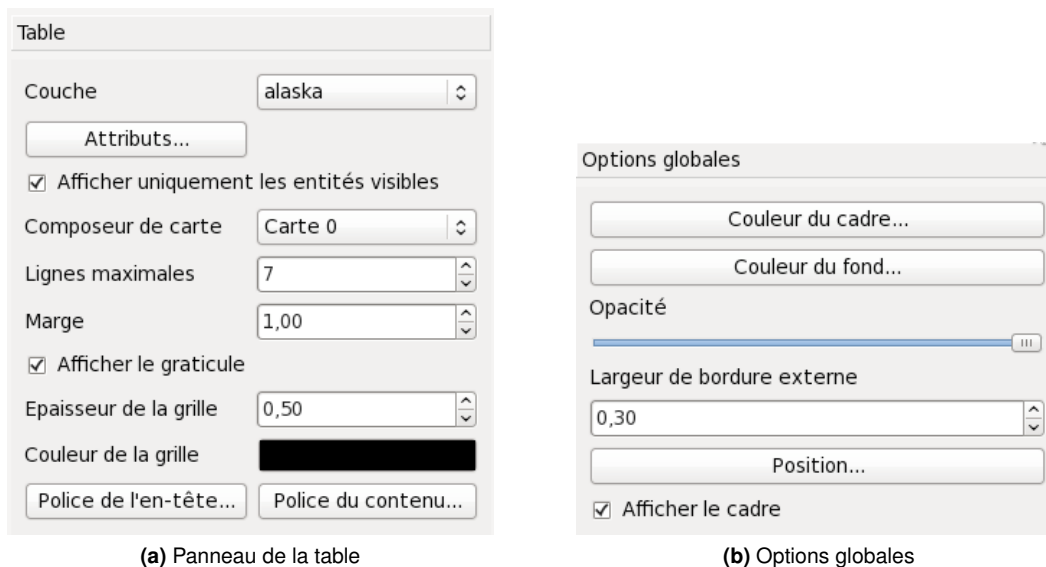 Table
Couche alaska
Attributs...
Afficher uniquement les entités visibles
Composeur de carte Carte 0
Lignes maximales 7
Marge 1,00
Afficher le graticule
Epaisseur de la grille 0,50
Couleur de la grille
Police de l'en-tête... Police du contenu...
(a) Panneau de la table
Options globales
Couleur du cadre...
Couleur du fond...
Opacité
Largeur de bordure externe
0,30
Position...
Afficher le cadre
(b) Options globales